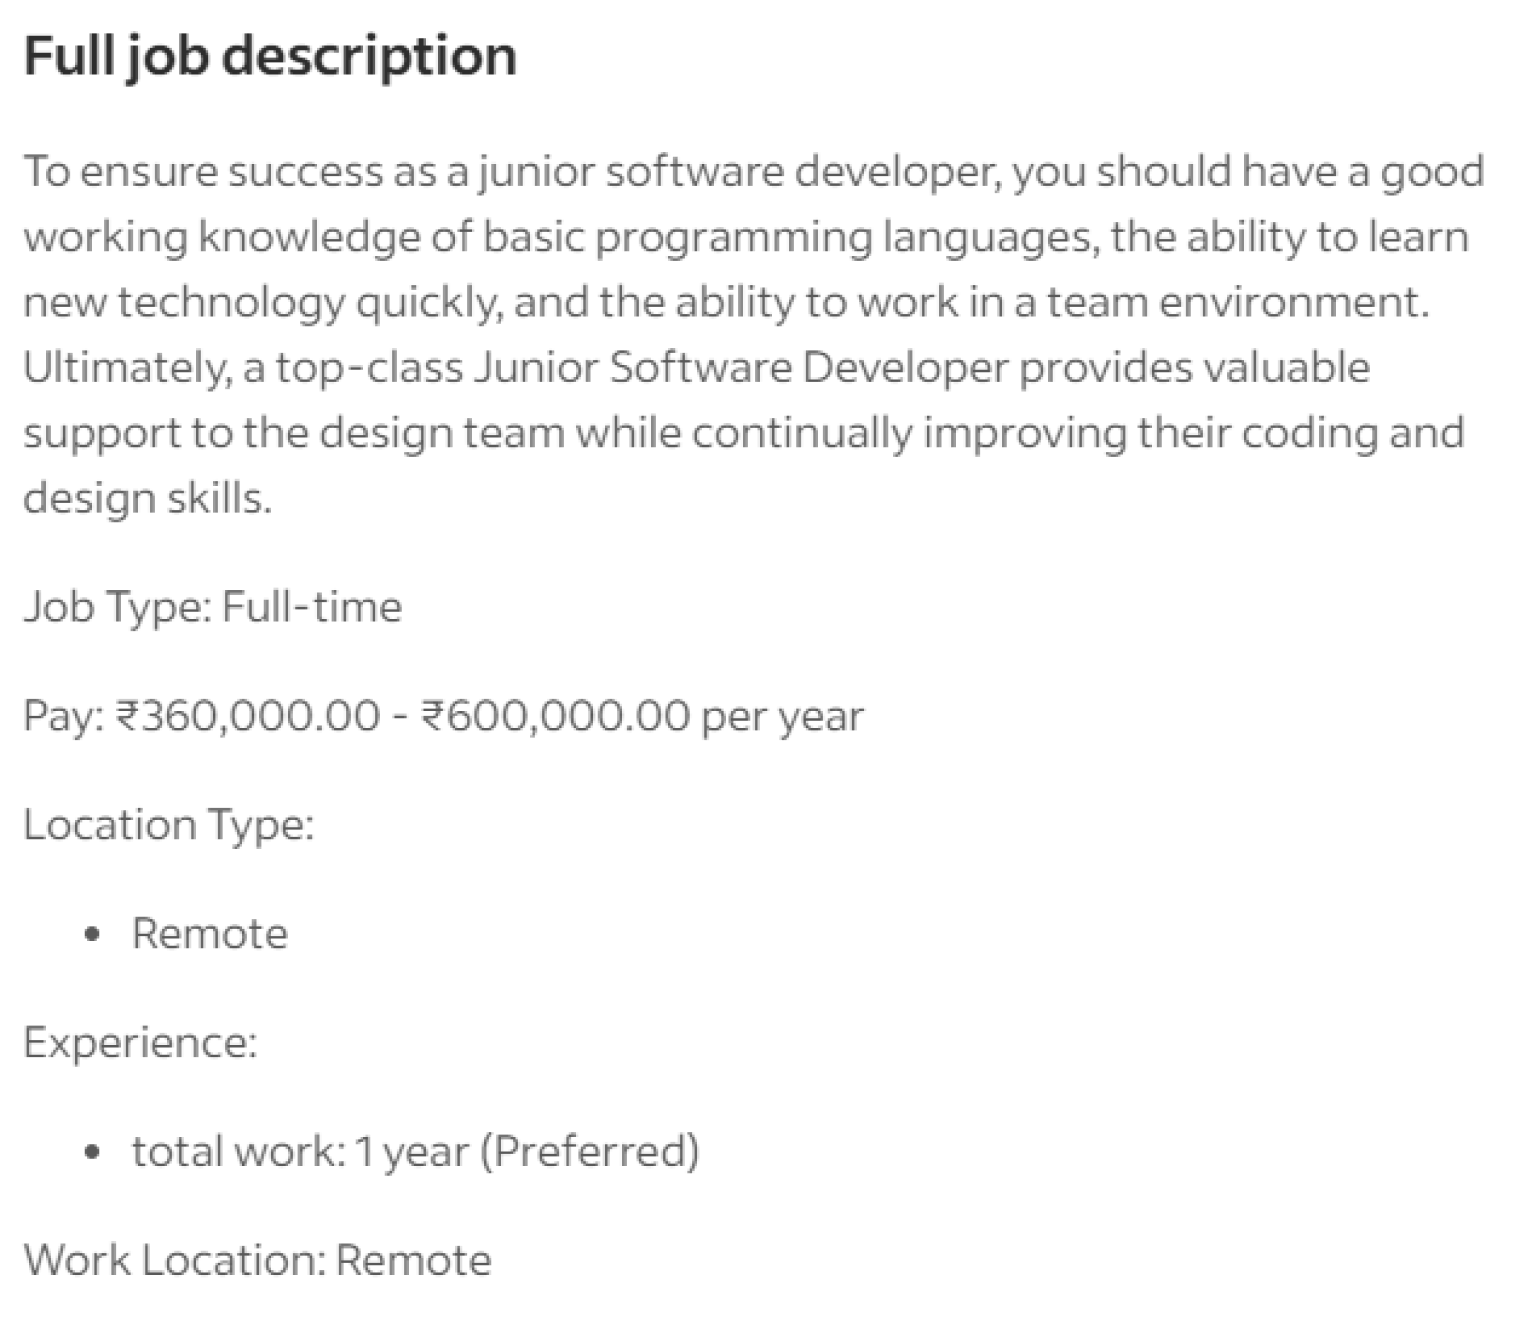 Full job description
To ensure success as a junior software developer, you should have a good
working knowledge of basic programming languages, the ability to learn
new technology quickly, and the ability to work in a team environment.
Ultimately, a top-class Junior Software Developer provides valuable
support to the design team while continually improving their coding and
design skills.
Job Type: Full-time
Pay: ₹360,000.00 - ₹600,000.00 per year
Location Type:
• Remote
Experience:
• total work: 1 year (Preferred)
Work Location: Remote